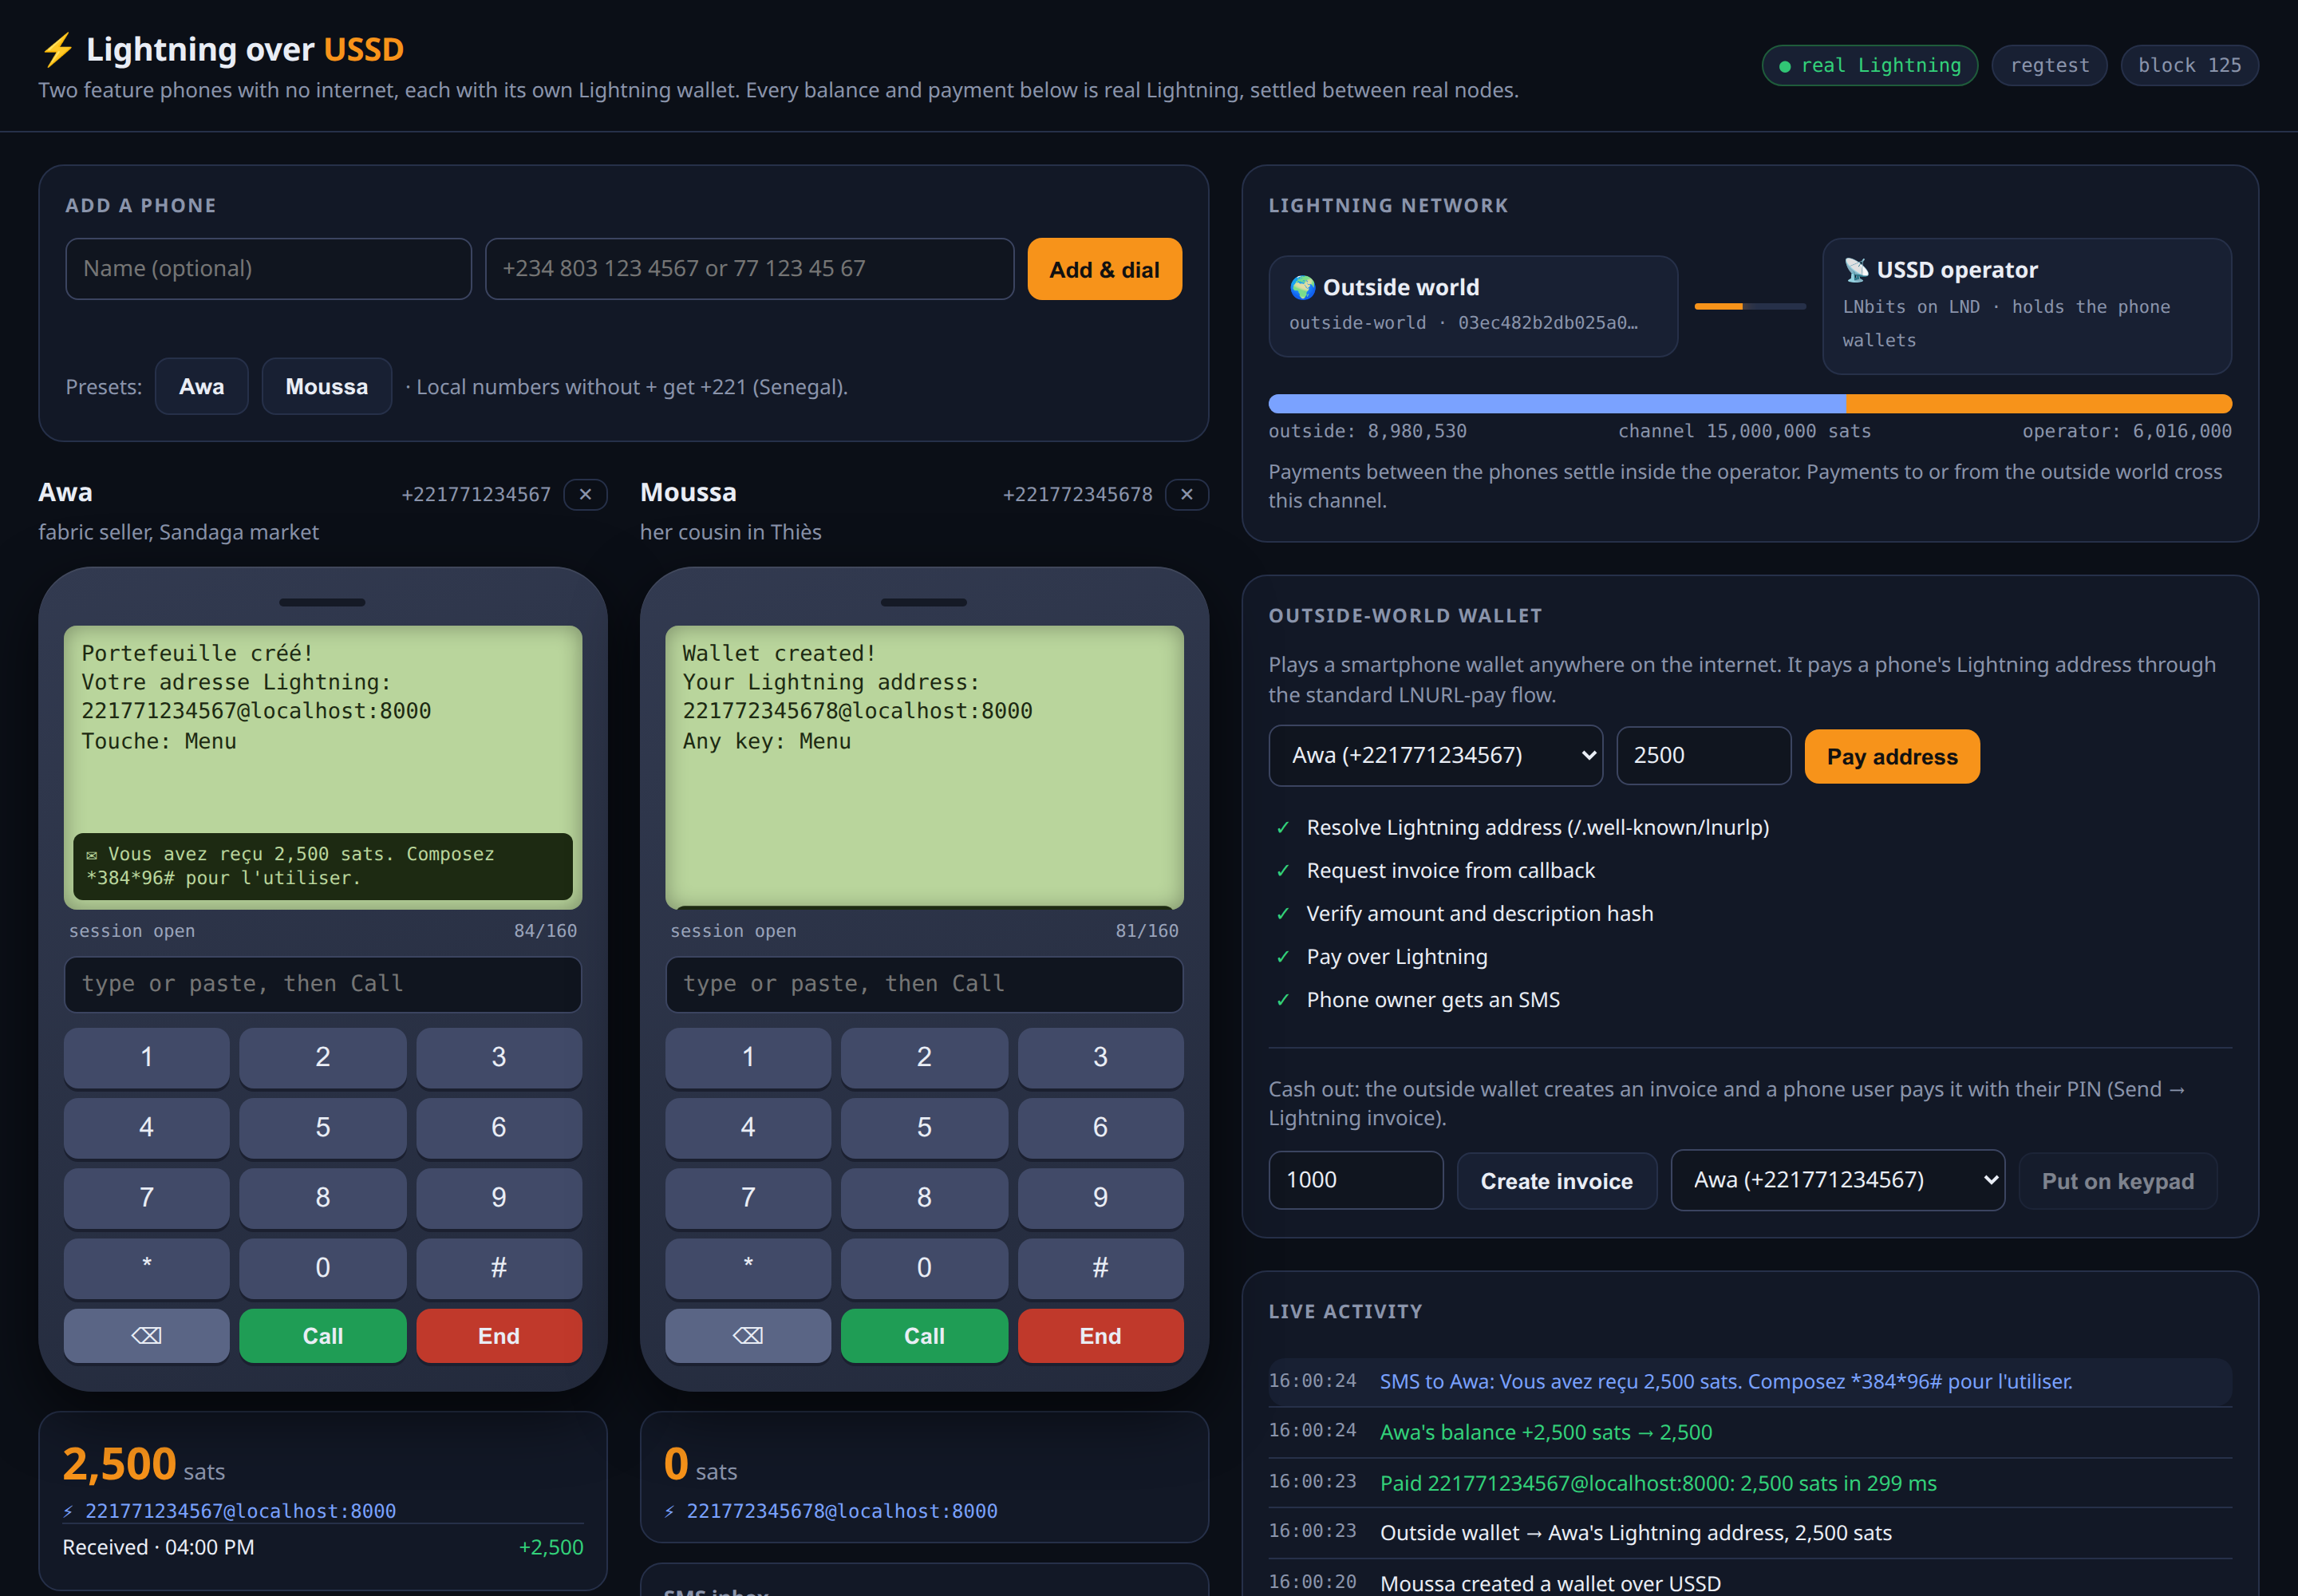 ⚡ Lightning over USSD
Two feature phones with no internet, each with its own Lightning wallet. Every balance and payment below is real Lightning, settled between real nodes.
● real Lightning
regtest
block 125
ADD A PHONE
Name (optional)
+234 803 123 4567 or 77 123 45 67
Add & dial
Presets:
Awa
Moussa
· Local numbers without + get +221 (Senegal).
Awa
+221771234567
✕
fabric seller, Sandaga market
Portefeuille créé!
Votre adresse Lightning:
221771234567@localhost:8000
Touche: Menu
✉ Vous avez reçu 2,500 sats. Composez
*384*96# pour l'utiliser.
session open
84/160
type or paste, then Call
1
2
3
4
5
6
7
8
9
*
0
#
⌫
Call
End
2,500 sats
⚡ 221771234567@localhost:8000
Received · 04:00 PM
+2,500
Moussa
+221772345678
✕
her cousin in Thiès
Wallet created!
Your Lightning address:
221772345678@localhost:8000
Any key: Menu
session open
81/160
type or paste, then Call
1
2
3
4
5
6
7
8
9
*
0
#
⌫
Call
End
0 sats
⚡ 221772345678@localhost:8000
SMS inbox
LIGHTNING NETWORK
🌍 Outside world
outside-world · 03ec482b2db025a0…
📡 USSD operator
LNbits on LND · holds the phone
wallets
outside: 8,980,530
channel 15,000,000 sats
operator: 6,016,000
Payments between the phones settle inside the operator. Payments to or from the outside world cross
this channel.
OUTSIDE-WORLD WALLET
Plays a smartphone wallet anywhere on the internet. It pays a phone's Lightning address through
the standard LNURL-pay flow.
Awa (+221771234567)
2500
Pay address
✓ Resolve Lightning address (/.well-known/lnurlp)
✓ Request invoice from callback
✓ Verify amount and description hash
✓ Pay over Lightning
✓ Phone owner gets an SMS
Cash out: the outside wallet creates an invoice and a phone user pays it with their PIN (Send →
Lightning invoice).
1000
Create invoice
Awa (+221771234567)
Put on keypad
LIVE ACTIVITY
16:00:24 SMS to Awa: Vous avez reçu 2,500 sats. Composez *384*96# pour l'utiliser.
16:00:24 Awa's balance +2,500 sats → 2,500
16:00:23 Paid 221771234567@localhost:8000: 2,500 sats in 299 ms
16:00:23 Outside wallet → Awa's Lightning address, 2,500 sats
16:00:20 Moussa created a wallet over USSD